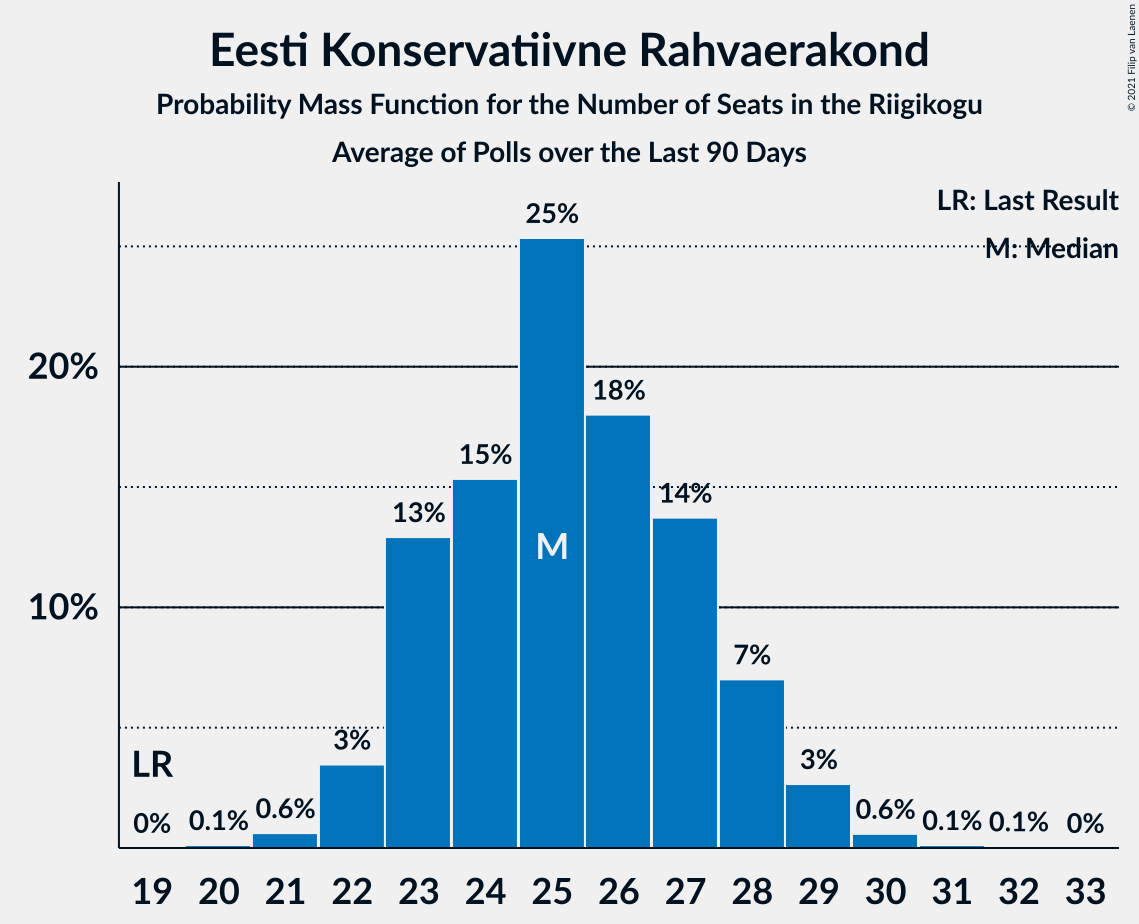 Eesti Konservatiivne Rahvaerakond
Probability Mass Function for the Number of Seats in the Riigikogu
Average of Polls over the Last 90 Days
© 2021 Filip van Laenen
LR: Last Result
M: Median
25%
20%
18%
15%
14%
13%
M
10%
7%
3%
LR
3%
0% 0.1% 0.6% 0.6% 0.1% 0.1% 0%
19 20 21 22 23 24 25 26 27 28 29 30 31 32 33